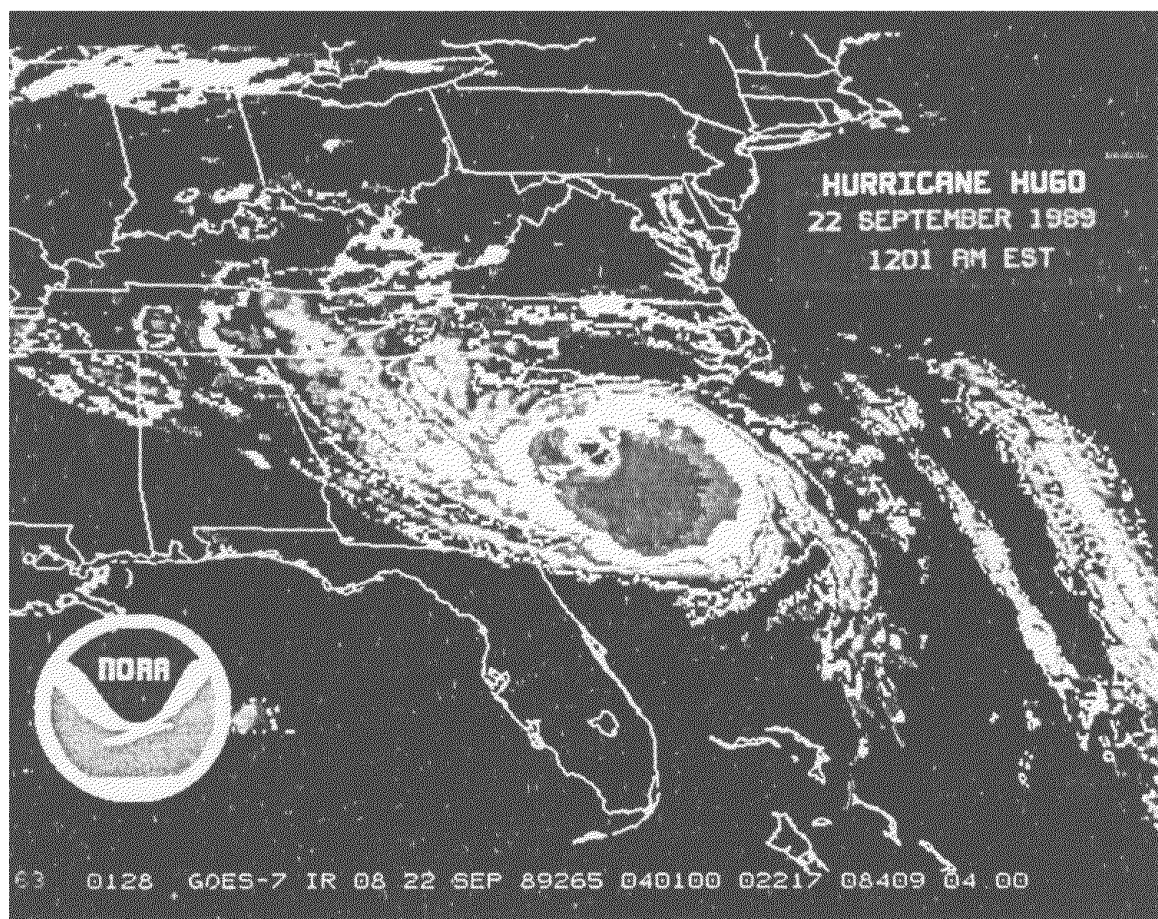 HURRICANE HUGO
22 SEPTEMBER 1989
1201 AM EST
NOAA
63 0128 GOES-7 IR 08 22 SEP 89265 040100 02217 08409 04.00